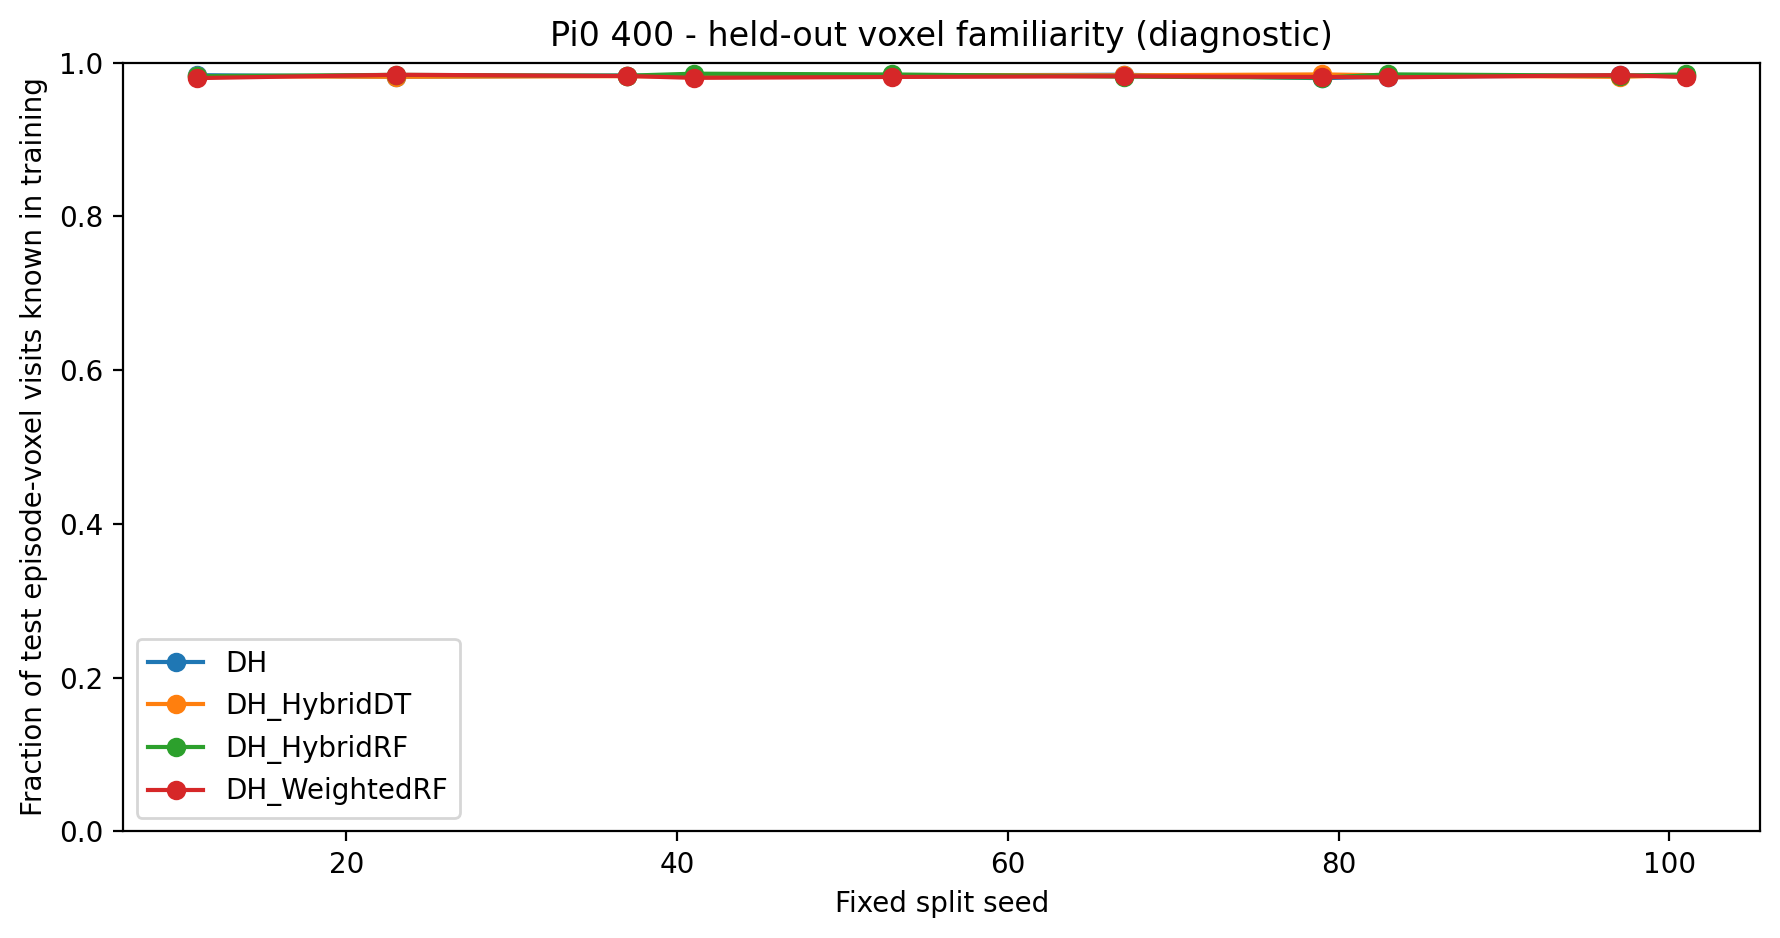 Pi0 400 - held-out voxel familiarity (diagnostic)
Fraction of test episode-voxel visits known in training
1.0
0.8
0.6
0.4
0.2
0.0
DH
DH_HybridDT
DH_HybridRF
DH_WeightedRF
20
40
60
80
100
Fixed split seed